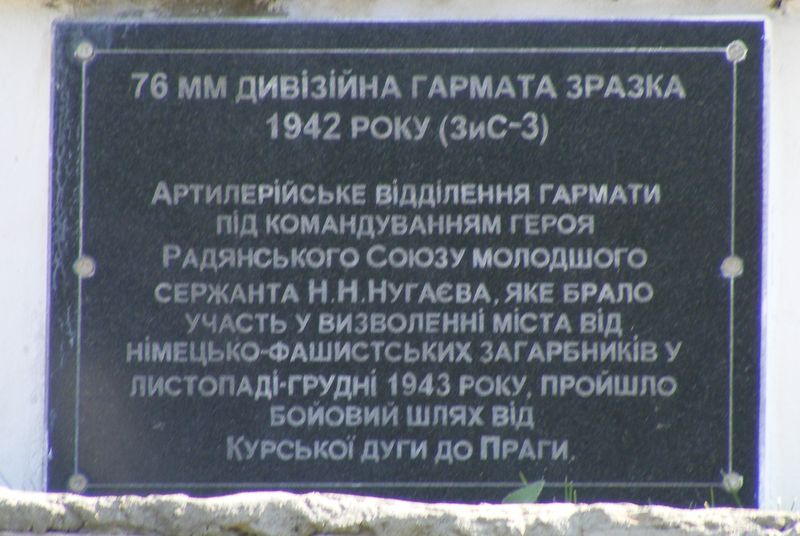 76 мм дивізійна гармата зразка
1942 року (ЗиС-3)
Артилерійське відділення гармати
під командуванням героя
Радянського Союзу молодшого
сержанта Н.Н.Нугаєва, яке брало
участь у визволенні міста від
німецько-фашистських загарбників у
листопаді-грудні 1943 року, пройшло
бойовий шлях від
Курської дуги до Праги.